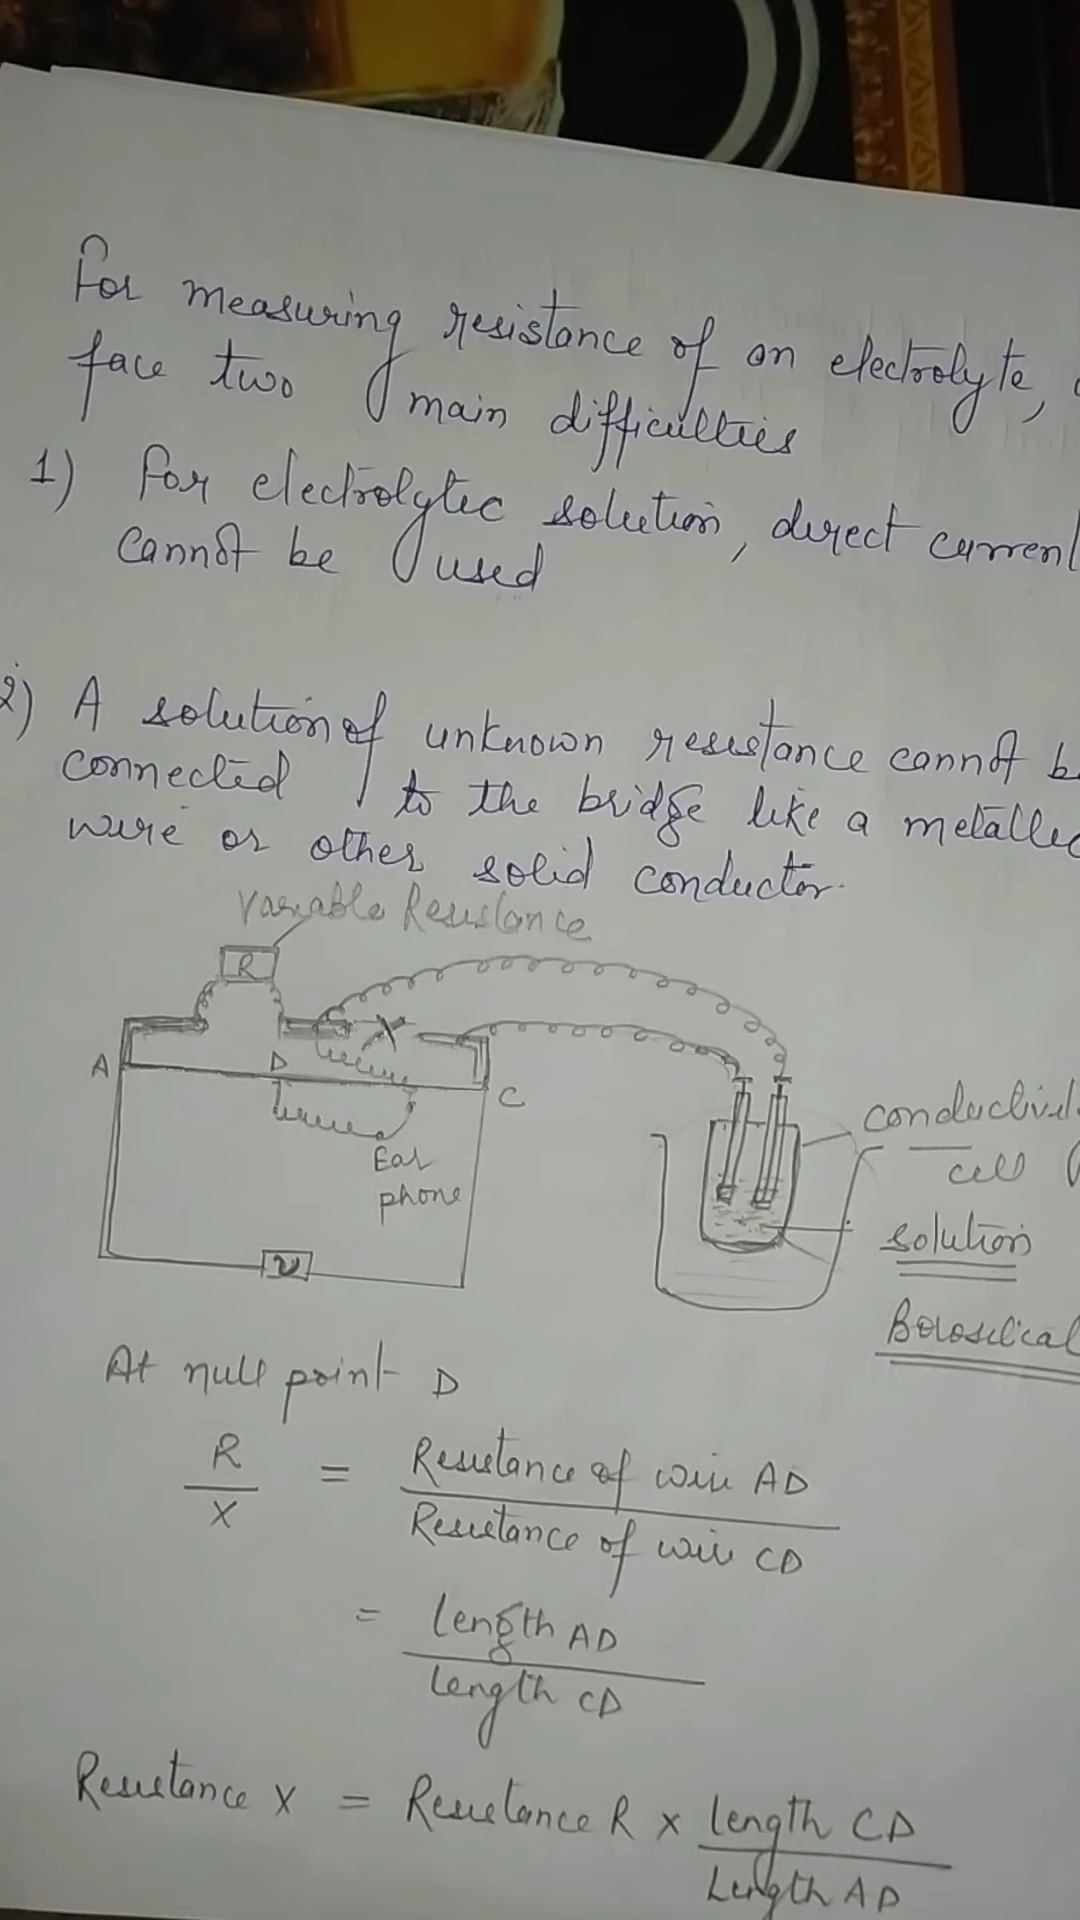 For measuring resistance of an electrolyte,
face two main difficulties
1) For electrolytic solution, direct current
cannot be used
2) A solution of unknown resistance cannot be
connected to the bridge like a metallic
wire or other solid conductor.
Variable Resistance
R
X
A
D
C
Ear
phone
conductivity
cell
solution
Borosilical
At null point D
R = Resistance of wire AD
X Resistance of wire CD
= Length AD
Length CD
Resistance X = Resistance R x Length CD
Length AD